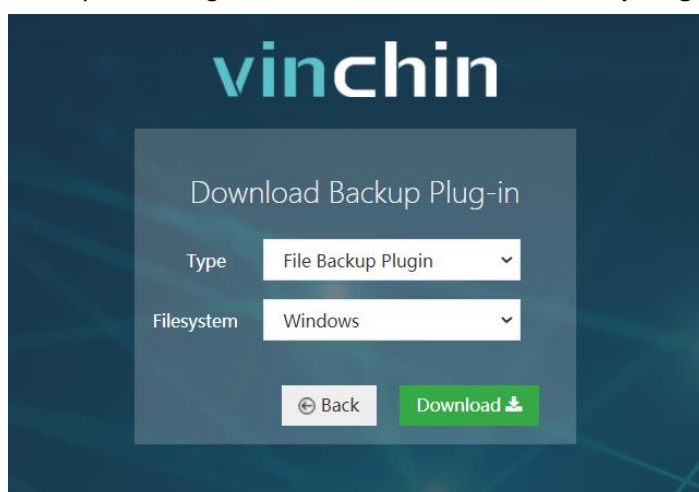 vinchin
Download Backup Plug-in
Type File Backup Plugin
Filesystem Windows
Back Download